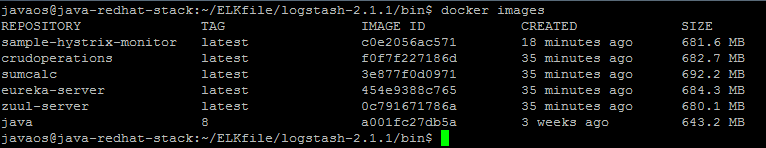 javaos@java-redhat-stack:~/ELKfile/logstash-2.1.1/bin$ docker images
REPOSITORY TAG IMAGE ID CREATED SIZE
sample-hystrix-monitor latest c0e2056ac571 18 minutes ago 681.6 MB
crudoperations latest f0f7f227186d 35 minutes ago 682.7 MB
sumcalc latest 3e877f0d0971 35 minutes ago 692.2 MB
eureka-server latest 454e9388c765 35 minutes ago 684.3 MB
zuul-server latest 0c791671786a 35 minutes ago 680.1 MB
java 8 a001fc27db5a 3 weeks ago 643.2 MB
javaos@java-redhat-stack:~/ELKfile/logstash-2.1.1/bin$